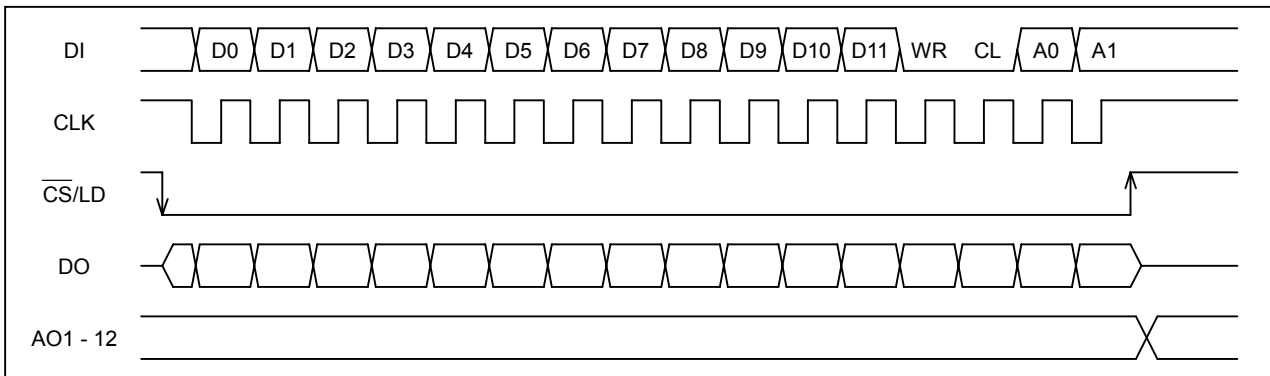 DI D0 D1 D2 D3 D4 D5 D6 D7 D8 D9 D10 D11 WR CL A0 A1
CLK
CS/LD
DO
AO1 - 12